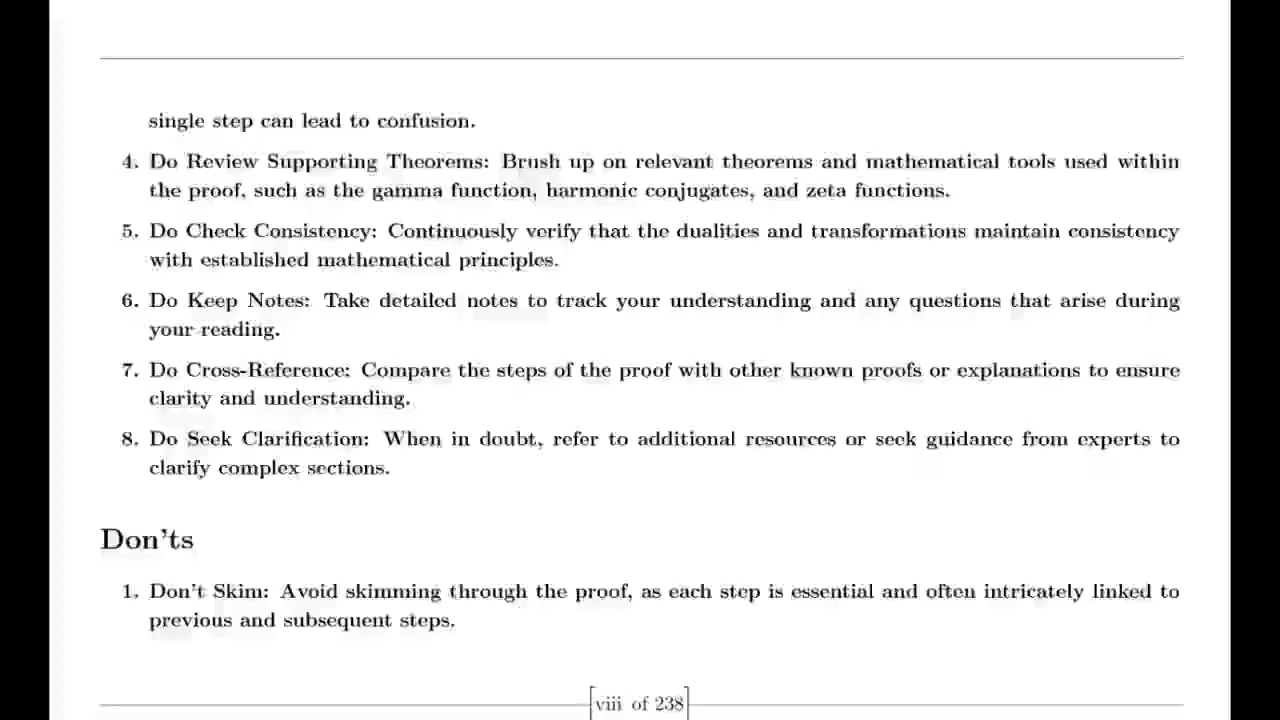 single step can lead to confusion.
4. Do Review Supporting Theorems: Brush up on relevant theorems and mathematical tools used within
the proof, such as the gamma function, harmonic conjugates, and zeta functions.
5. Do Check Consistency: Continuously verify that the dualities and transformations maintain consistency
with established mathematical principles.
6. Do Keep Notes: Take detailed notes to track your understanding and any questions that arise during
your reading.
7. Do Cross-Reference: Compare the steps of the proof with other known proofs or explanations to ensure
clarity and understanding.
8. Do Seek Clarification: When in doubt, refer to additional resources or seek guidance from experts to
clarify complex sections.
Don'ts
1. Don't Skim: Avoid skimming through the proof, as each step is essential and often intricately linked to
previous and subsequent steps.
[viii of 238]